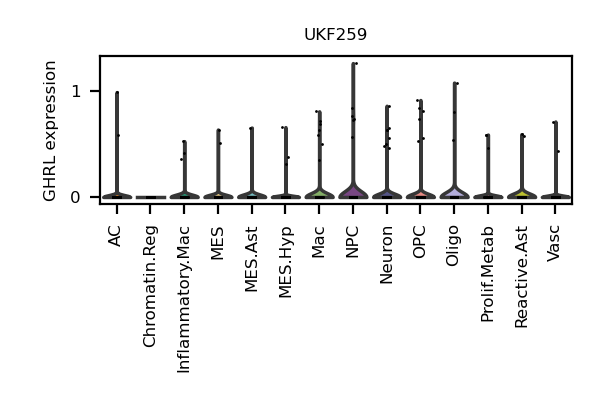 UKF259
GHRL expression
1
0
AC
Chromatin.Reg
Inflammatory.Mac
MES
MES.Ast
MES.Hyp
Mac
NPC
Neuron
OPC
Oligo
Prolif.Metab
Reactive.Ast
Vasc